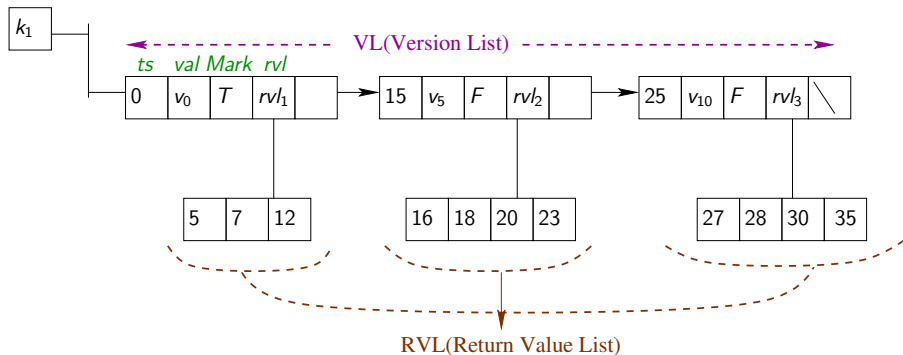 k₁
VL(Version List)
ts val Mark rvl
0 v₀ T rvl₁ 15 v₅ F rvl₂ 25 v₁₀ F rvl₃
5 7 12 16 18 20 23 27 28 30 35
RVL(Return Value List)